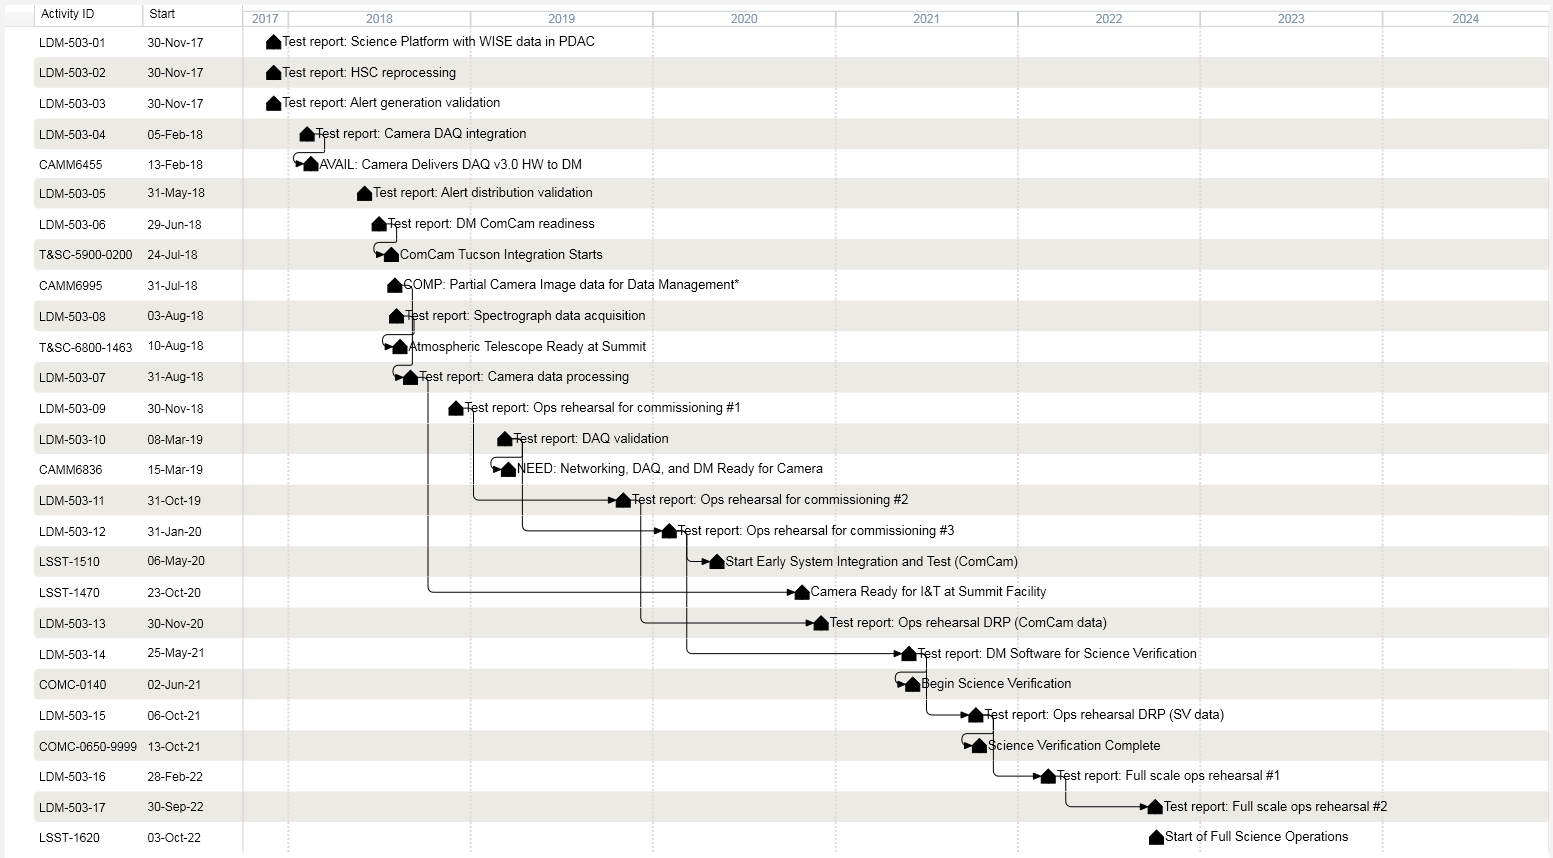 Activity ID Start 2017 2018 2019 2020 2021 2022 2023 2024
LDM-503-01 30-Nov-17 Test report: Science Platform with WISE data in PDAC
LDM-503-02 30-Nov-17 Test report: HSC reprocessing
LDM-503-03 30-Nov-17 Test report: Alert generation validation
LDM-503-04 05-Feb-18 Test report: Camera DAQ integration
CAMM6455 13-Feb-18 AVAIL: Camera Delivers DAQ v3.0 HW to DM
LDM-503-05 31-May-18 Test report: Alert distribution validation
LDM-503-06 29-Jun-18 Test report: DM ComCam readiness
T&SC-5900-0200 24-Jul-18 ComCam Tucson Integration Starts
CAMM6995 31-Jul-18 COMP: Partial Camera Image data for Data Management*
LDM-503-08 03-Aug-18 Test report: Spectrograph data acquisition
T&SC-6800-1463 10-Aug-18 Atmospheric Telescope Ready at Summit
LDM-503-07 31-Aug-18 Test report: Camera data processing
LDM-503-09 30-Nov-18 Test report: Ops rehearsal for commissioning #1
LDM-503-10 08-Mar-19 Test report: DAQ validation
CAMM6836 15-Mar-19 NEED: Networking, DAQ, and DM Ready for Camera
LDM-503-11 31-Oct-19 Test report: Ops rehearsal for commissioning #2
LDM-503-12 31-Jan-20 Test report: Ops rehearsal for commissioning #3
LSST-1510 06-May-20 Start Early System Integration and Test (ComCam)
LSST-1470 23-Oct-20 Camera Ready for I&T at Summit Facility
LDM-503-13 30-Nov-20 Test report: Ops rehearsal DRP (ComCam data)
LDM-503-14 25-May-21 Test report: DM Software for Science Verification
COMC-0140 02-Jun-21 Begin Science Verification
LDM-503-15 06-Oct-21 Test report: Ops rehearsal DRP (SV data)
COMC-0650-9999 13-Oct-21 Science Verification Complete
LDM-503-16 28-Feb-22 Test report: Full scale ops rehearsal #1
LDM-503-17 30-Sep-22 Test report: Full scale ops rehearsal #2
LSST-1620 03-Oct-22 Start of Full Science Operations